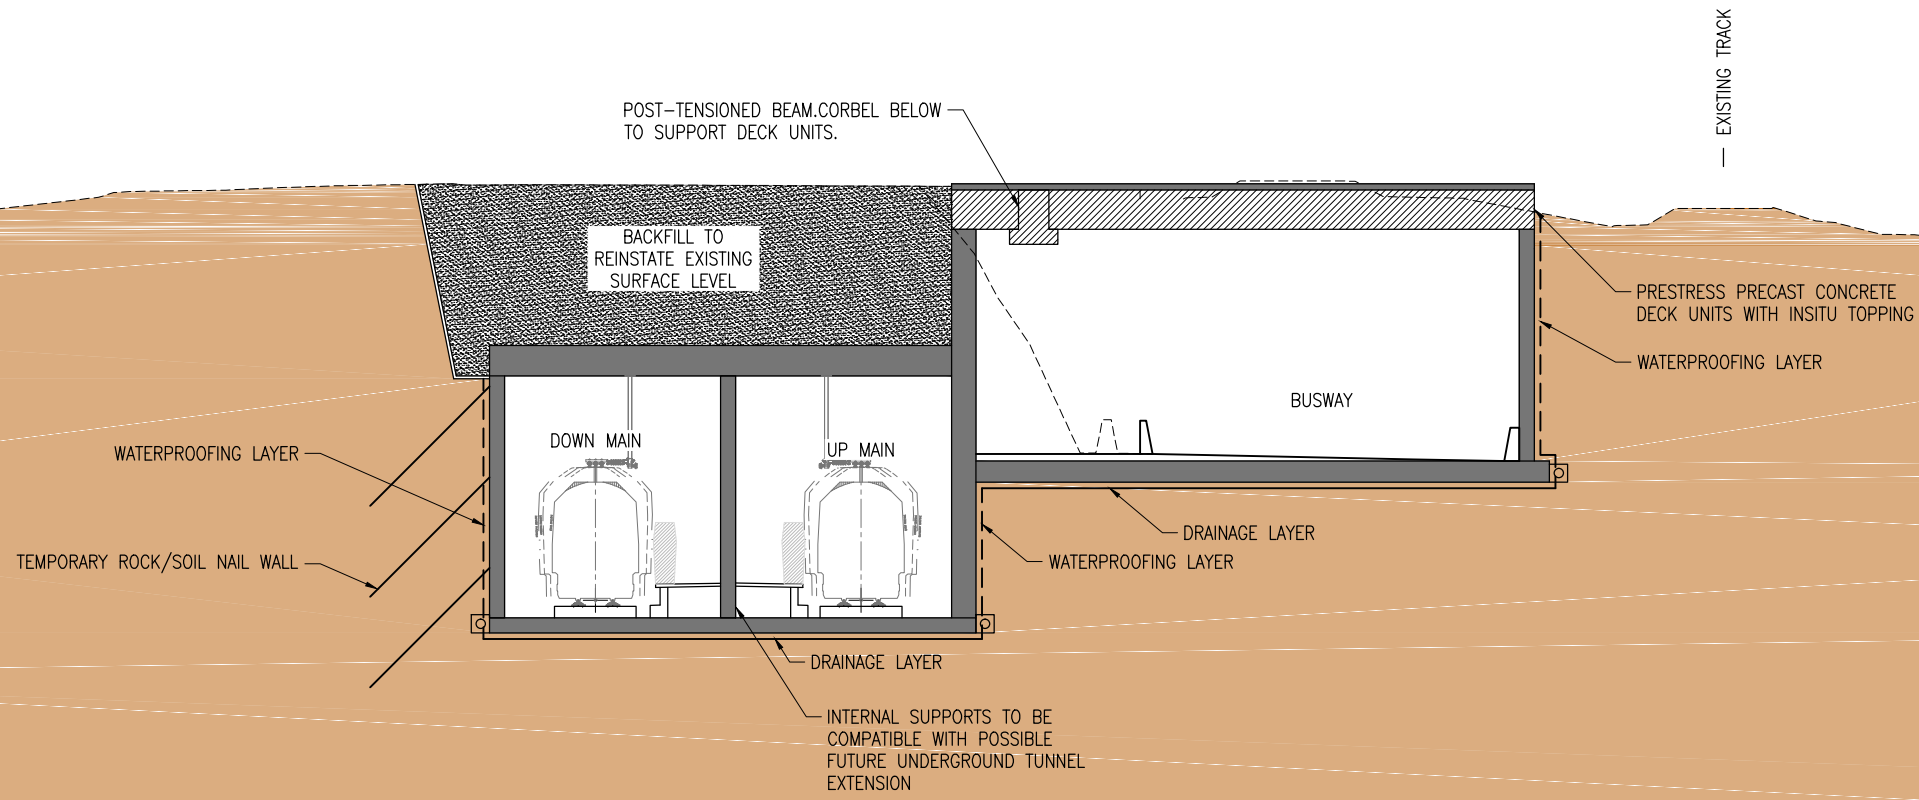 EXISTING TRACK
POST-TENSIONED BEAM.CORBEL BELOW
TO SUPPORT DECK UNITS.
BACKFILL TO
REINSTATE EXISTING
SURFACE LEVEL
PRESTRESS PRECAST CONCRETE
DECK UNITS WITH INSITU TOPPING
WATERPROOFING LAYER
BUSWAY
DOWN MAIN
UP MAIN
WATERPROOFING LAYER
DRAINAGE LAYER
WATERPROOFING LAYER
TEMPORARY ROCK/SOIL NAIL WALL
DRAINAGE LAYER
INTERNAL SUPPORTS TO BE
COMPATIBLE WITH POSSIBLE
FUTURE UNDERGROUND TUNNEL
EXTENSION